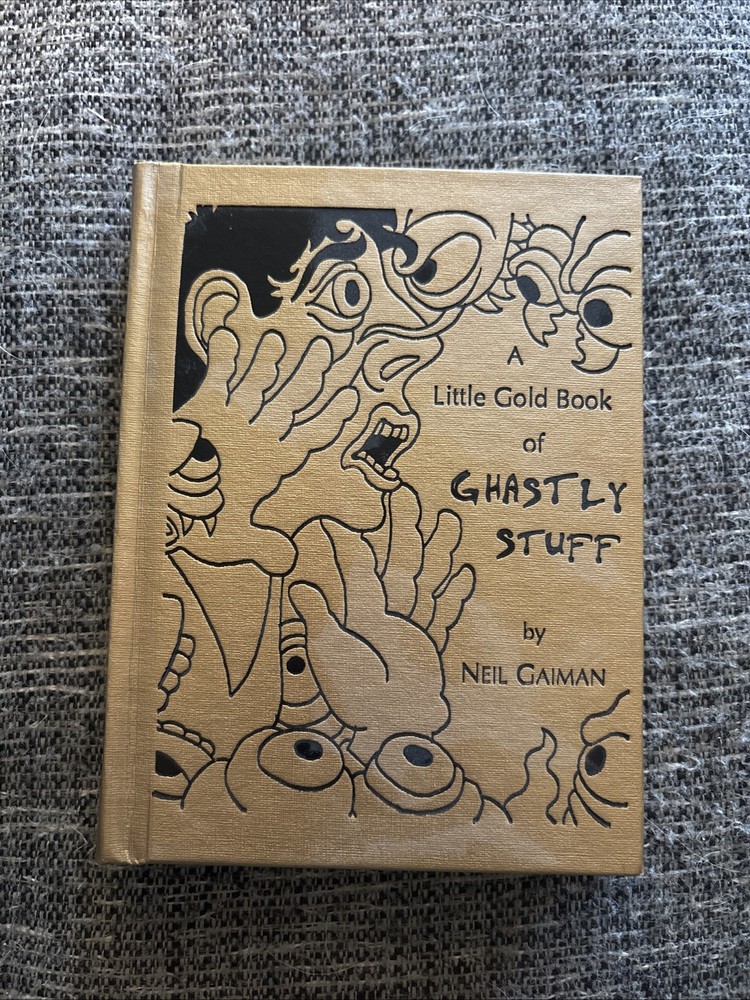 A
Little Gold Book
of
GHASTLY
STUFF
by
NEIL GAIMAN